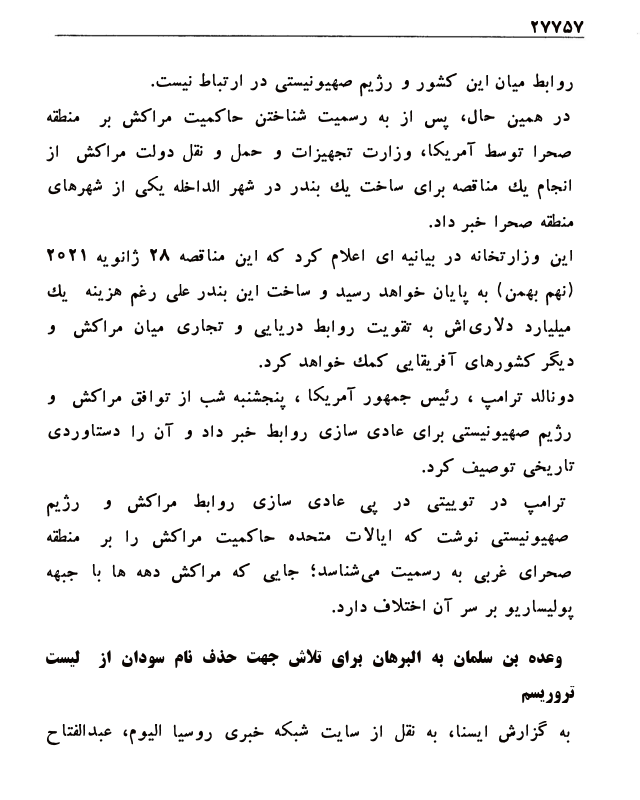 ۲۷۷۵۷
روابط میان این کشور و رژیم صهیونیستی در ارتباط نیست.
در همین حال، پس از به رسمیت شناختن حاکمیت مراکش بر منطقه
صحرا توسط آمریکا، وزارت تجهیزات و حمل و نقل دولت مراکش از
انجام یك مناقصه برای ساخت یك بندر در شهر الداخله یکی از شهرهای
منطقه صحرا خبر داد.
این وزارتخانه در بیانیه ای اعلام کرد که این مناقصه ۲۸ ژانویه ۲۰۲۱
(نهم بهمن) به پایان خواهد رسید و ساخت این بندر علی رغم هزینه یك
میلیارد دلاری‌اش به تقویت روابط دریایی و تجاری میان مراکش و
دیگر کشورهای آفریقایی کمك خواهد کرد.
دونالد ترامپ ، رئیس جمهور آمریکا ، پنجشنبه شب از توافق مراکش و
رژیم صهیونیستی برای عادی سازی روابط خبر داد و آن را دستاوردی
تاریخی توصیف کرد.
ترامپ در توییتی در پی عادی سازی روابط مراکش و رژیم
صهیونیستی نوشت که ایالات متحده حاکمیت مراکش را بر منطقه
صحرای غربی به رسمیت می‌شناسد؛ جایی که مراکش دهه ها با جبهه
پولیساریو بر سر آن اختلاف دارد.
وعده بن سلمان به البرهان برای تلاش جهت حذف نام سودان از لیست
تروریسم
به گزارش ایسنا، به نقل از سایت شبکه خبری روسیا الیوم، عبدالفتاح